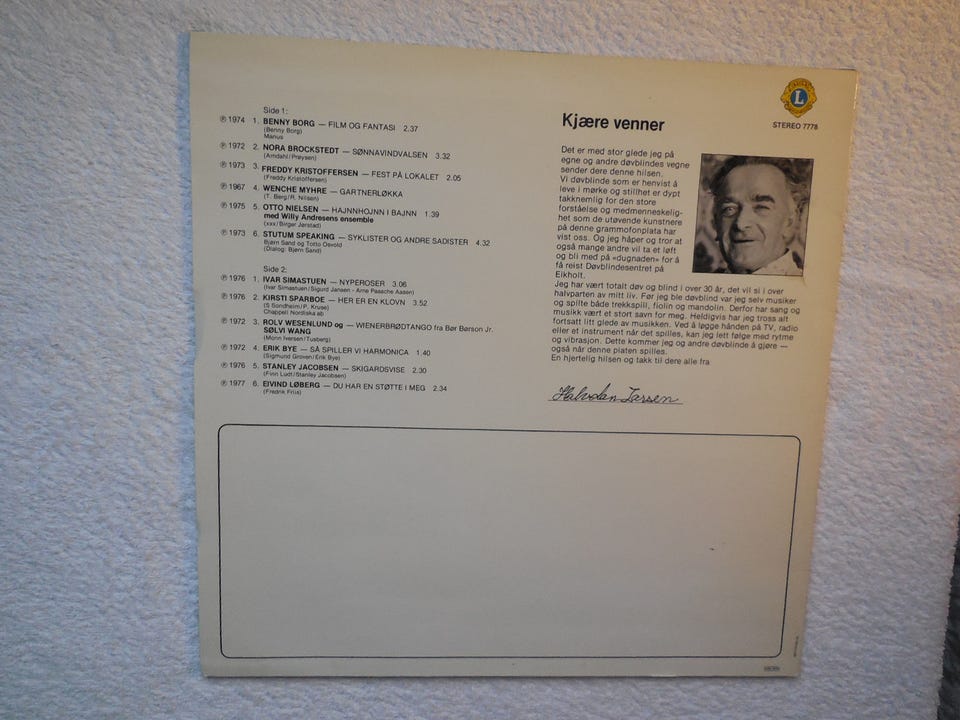 Side 1:
℗ 1974 1. BENNY BORG — FILM OG FANTASI 2.37
(Benny Borg)
Manus
℗ 1972 2. NORA BROCKSTEDT — SØNNAVINDVALSEN 3.32
(Amdahl/Prøysen)
℗ 1973 3. FREDDY KRISTOFFERSEN — FEST PÅ LOKALET 2.05
(Freddy Kristoffersen)
℗ 1967 4. WENCHE MYHRE — GARTNERLØKKA
(T. Berg/R. Nilsen)
℗ 1975 5. OTTO NIELSEN — HAJNNHOJNN I BAJNN 1.39
med Willy Andresens ensemble
(xxx/Birger Jørstad)
℗ 1973 6. STUTUM SPEAKING — SYKLISTER OG ANDRE SADISTER 4.32
Bjørn Sand og Totto Osvold
(Dialog: Bjørn Sand)
Side 2:
℗ 1976 1. IVAR SIMASTUEN — NYPEROSER 3.06
(Ivar Simastuen/Sigurd Jansen - Arne Paasche Aasen)
℗ 1976 2. KIRSTI SPARBOE — HER ER EN KLOVN 3.52
(S Sondheim/P. Kruse)
Chappell Nordiska ab
℗ 1972 3. ROLV WESENLUND og — WIENERBRØDTANGO fra Bør Børson Jr.
SØLVI WANG
(Monn Iversen/Tusberg)
℗ 1972 4. ERIK BYE — SÅ SPILLER VI HARMONICA 1.40
(Sigmund Groven/Erik Bye)
℗ 1976 5. STANLEY JACOBSEN — SKIGARDSVISE 2.30
(Finn Ludt/Stanley Jacobsen)
℗ 1977 6. EIVIND LØBERG — DU HAR EN STØTTE I MEG 2.34
(Fredrik Friis)
L
STEREO 7778
Kjære venner
Det er med stor glede jeg på
egne og andre døvblindes vegne
sender dere denne hilsen.
Vi døvblinde som er henvist å
leve i mørke og stillhet er dypt
takknemlig for den store
forståelse og medmenneskelig-
het som de utøvende kunstnere
på denne grammofonplata har
vist oss. Og jeg håper og tror at
også mange andre vil ta et løft
og bli med på «dugnaden» for å
få reist Døvblindesentret på
Eikholt.
Jeg har vært totalt døv og blind i over 30 år, det vil si i over
halvparten av mitt liv. Før jeg ble døvblind var jeg selv musiker
og spilte både trekkspill, fiolin og mandolin. Derfor har sang og
musikk vært et stort savn for meg. Heldigvis har jeg tross alt
fortsatt litt glede av musikken. Ved å legge hånden på TV, radio
eller et instrument når det spilles, kan jeg lett følge med rytme
og vibrasjon. Dette kommer jeg og andre døvblinde å gjøre —
også når denne platen spilles.
En hjertelig hilsen og takk til dere alle fra
Halvdan Larsen